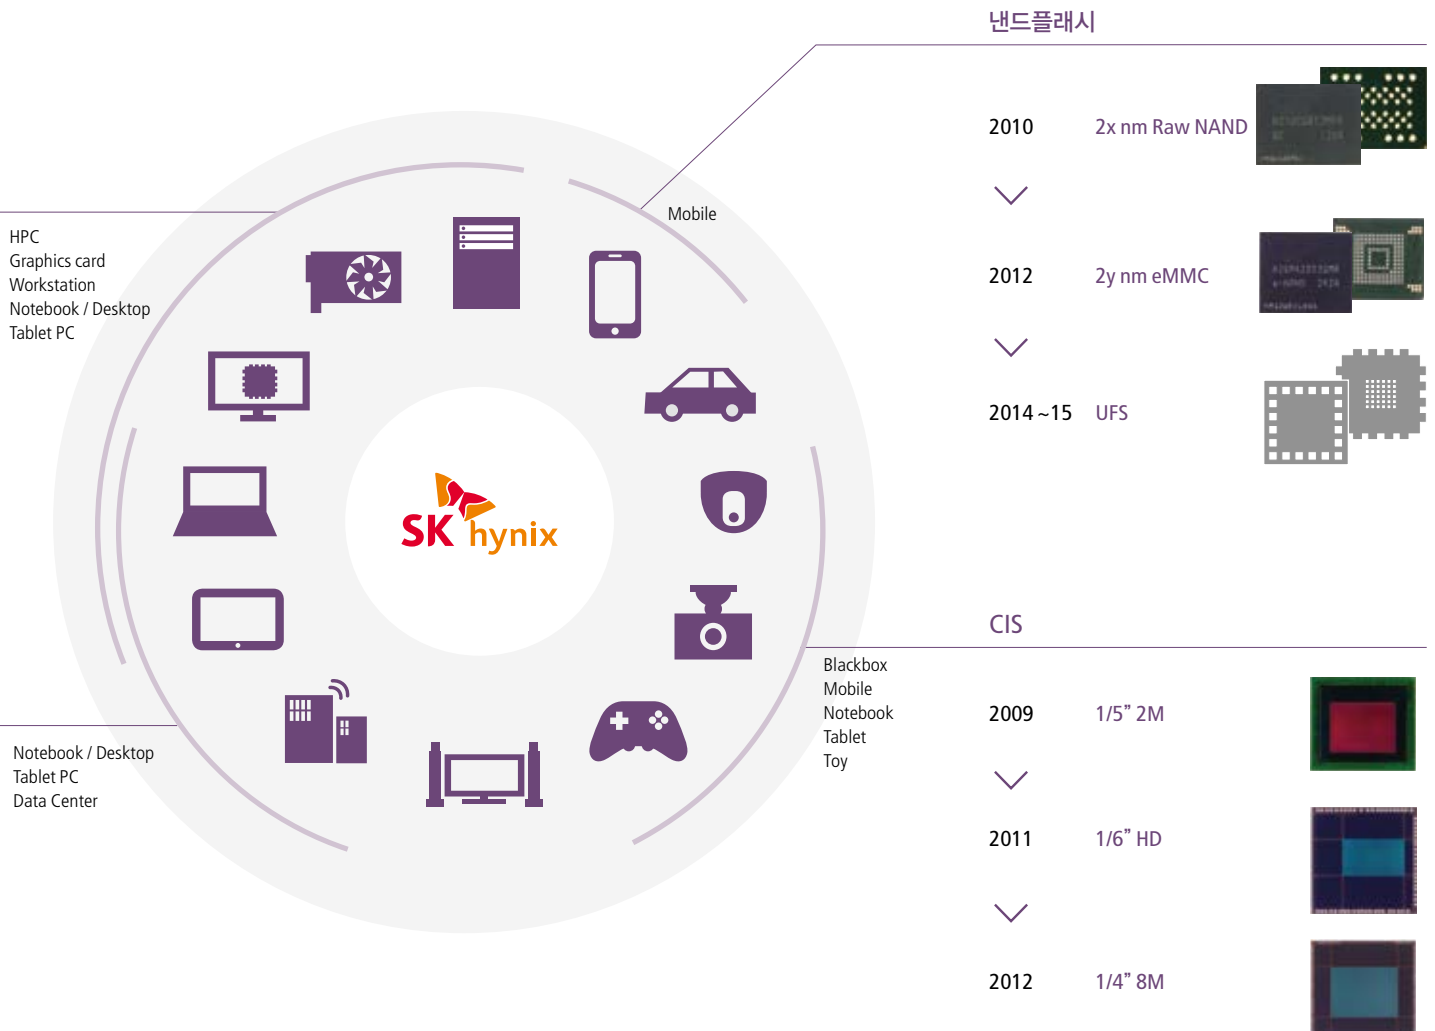 낸드플래시
2010 2x nm Raw NAND
Mobile
HPC
Graphics card
Workstation
Notebook / Desktop
Tablet PC
2012 2y nm eMMC
2014 ~15 UFS
SK hynix
CIS
Blackbox
Mobile
Notebook
Tablet
Toy
2009 1/5” 2M
Notebook / Desktop
Tablet PC
Data Center
2011 1/6” HD
2012 1/4” 8M